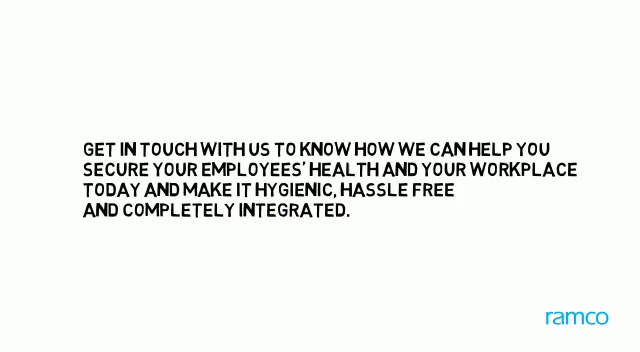 GET IN TOUCH WITH US TO KNOW HOW WE CAN HELP YOU
SECURE YOUR EMPLOYEES' HEALTH AND YOUR WORKPLACE
TODAY AND MAKE IT HYGIENIC, HASSLE FREE
AND COMPLETELY INTEGRATED.
ramco